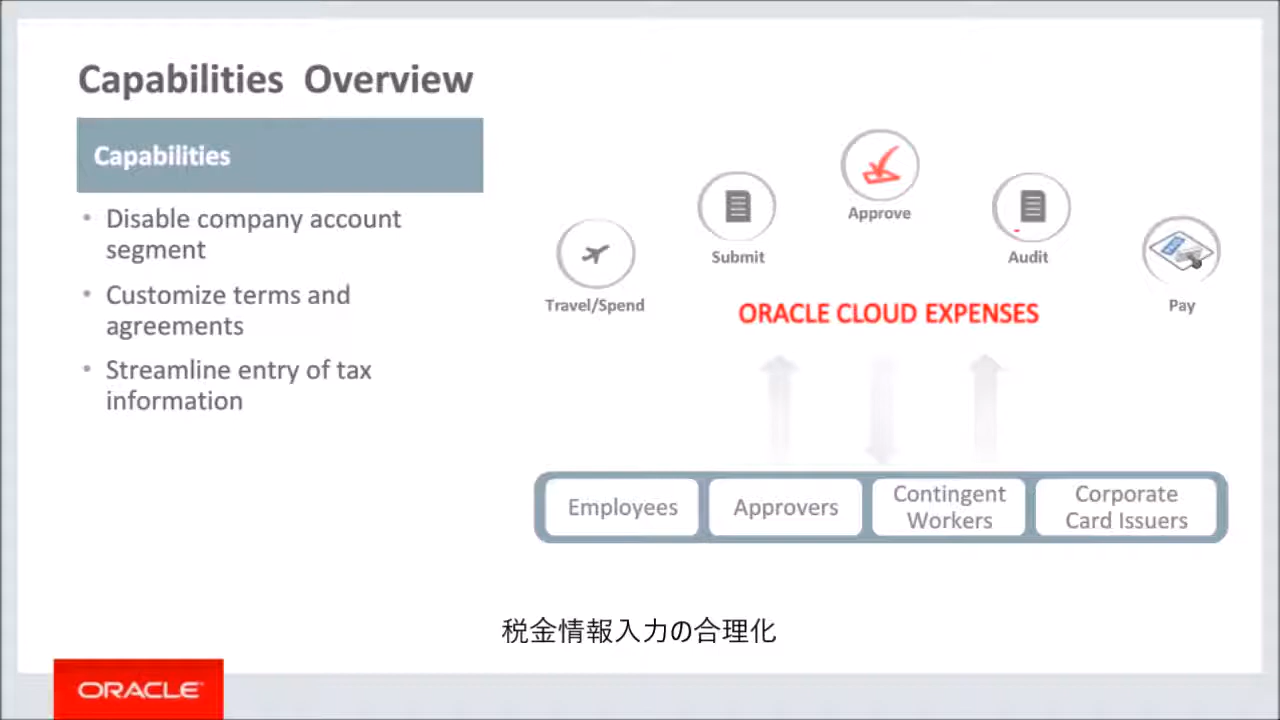 Capabilities Overview
Capabilities
• Disable company account
segment
• Customize terms and
agreements
• Streamline entry of tax
information
Travel/Spend
Submit
Approve
Audit
Pay
ORACLE CLOUD EXPENSES
Employees
Approvers
Contingent
Workers
Corporate
Card Issuers
税金情報入力の合理化
ORACLE